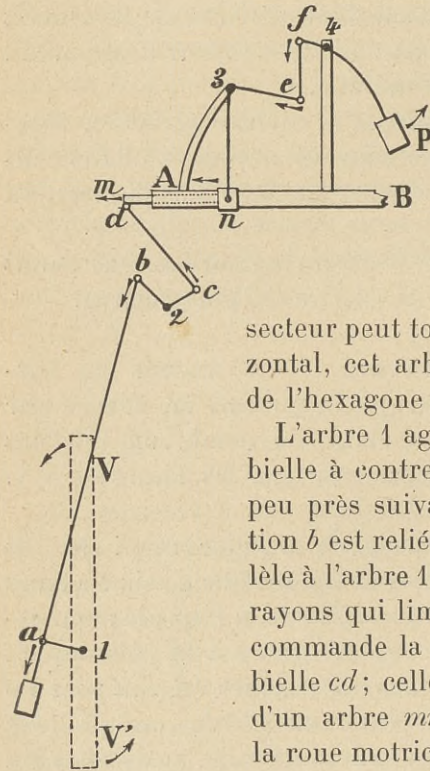 f 4
3 e P
A
m B
d n
b c
2
secteur peut to
zontal, cet arb
de l'hexagone
L'arbre 1 ag
bielle à contre
V peu près suiva
tion b est relié
lèle à l'arbre 1
rayons qui lim
a 1 commande la
bielle cd; celle
d'un arbre
V' la roue motric